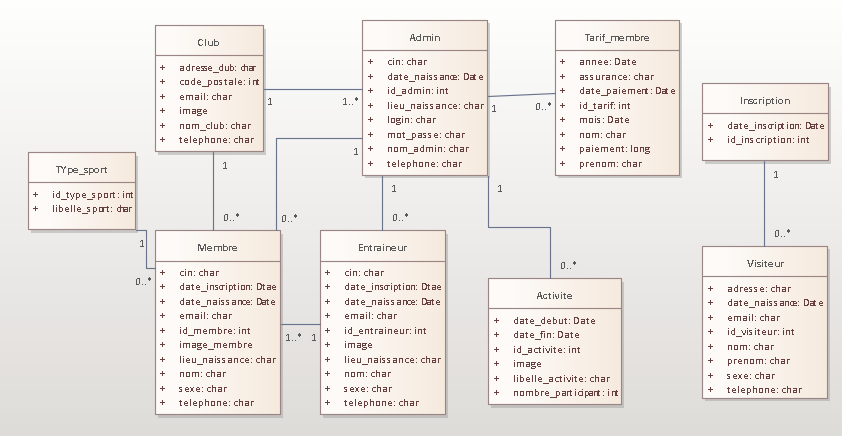 Club
+ adresse_club: char
+ code_postale: int
+ email: char
+ image
+ nom_club: char
+ telephone: char
Admin
+ cin: char
+ date_naissance: Date
+ id_admin: int
+ lieu_naissance: char
+ login: char
+ mot_passe: char
+ nom_admin: char
+ telephone: char
Tarif_membre
+ annee: Date
+ assurance: char
+ date_paiement: Date
+ id_tarif: int
+ mois: Date
+ nom: char
+ paiement: long
+ prenom: char
Inscription
+ date_inscription: Date
+ id_inscription: int
1
1..*
1
0..*
1
1
0..*
1
0..*
1
0..*
1
0..*
1
0..*
TYpe_sport
+ id_type_sport: int
+ libelle_sport: char
1
0..*
Membre
+ cin: char
+ date_inscription: Dtae
+ date_naissance: Date
+ email: char
+ id_membre: int
+ image_membre
+ lieu_naissance: char
+ nom: char
+ sexe: char
+ telephone: char
1..*
1
Entraineur
+ cin: char
+ date_inscription: Dtae
+ date_naissance: Date
+ email: char
+ id_entraineur: int
+ image
+ lieu_naissance: char
+ nom: char
+ sexe: char
+ telephone: char
Activite
+ date_debut: Date
+ date_fin: Date
+ id_activite: int
+ image
+ libelle_activite: char
+ nombre_participant: int
Visiteur
+ adresse: char
+ date_naissance: Date
+ email: char
+ id_visiteur: int
+ nom: char
+ prenom: char
+ sexe: char
+ telephone: char